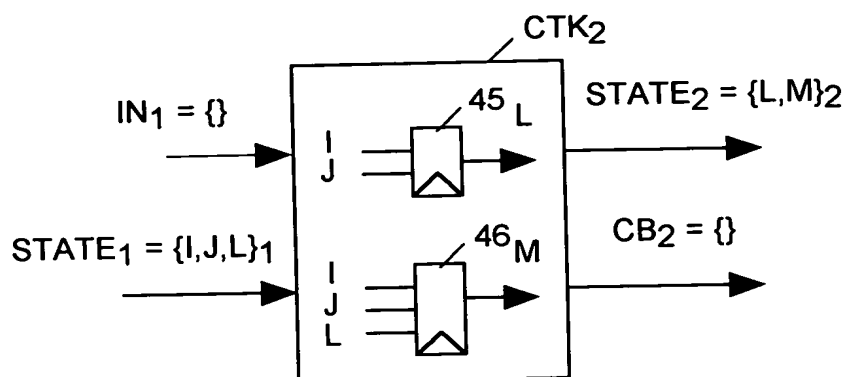 CTK2
IN1 = {}
45 L
STATE2 = {L,M}2
I
J
STATE1 = {I,J,L}1
46 M
CB2 = {}
I
J
L